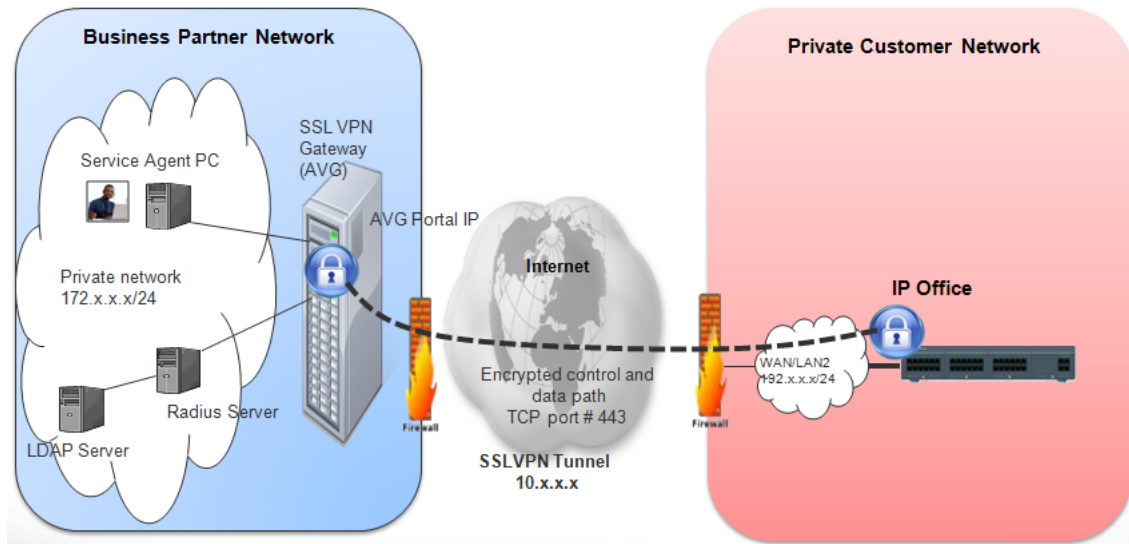 Business Partner Network
Private Customer Network
SSL VPN
Gateway
(AVG)
Service Agent PC
AVG Portal IP
Internet
Private network
172.x.x.x/24
IP Office
WAN/LAN2
192.x.x.x/24
Encrypted control and
data path
TCP port # 443
Radius Server
Firewall
Firewall
LDAP Server
SSLVPN Tunnel
10.x.x.x